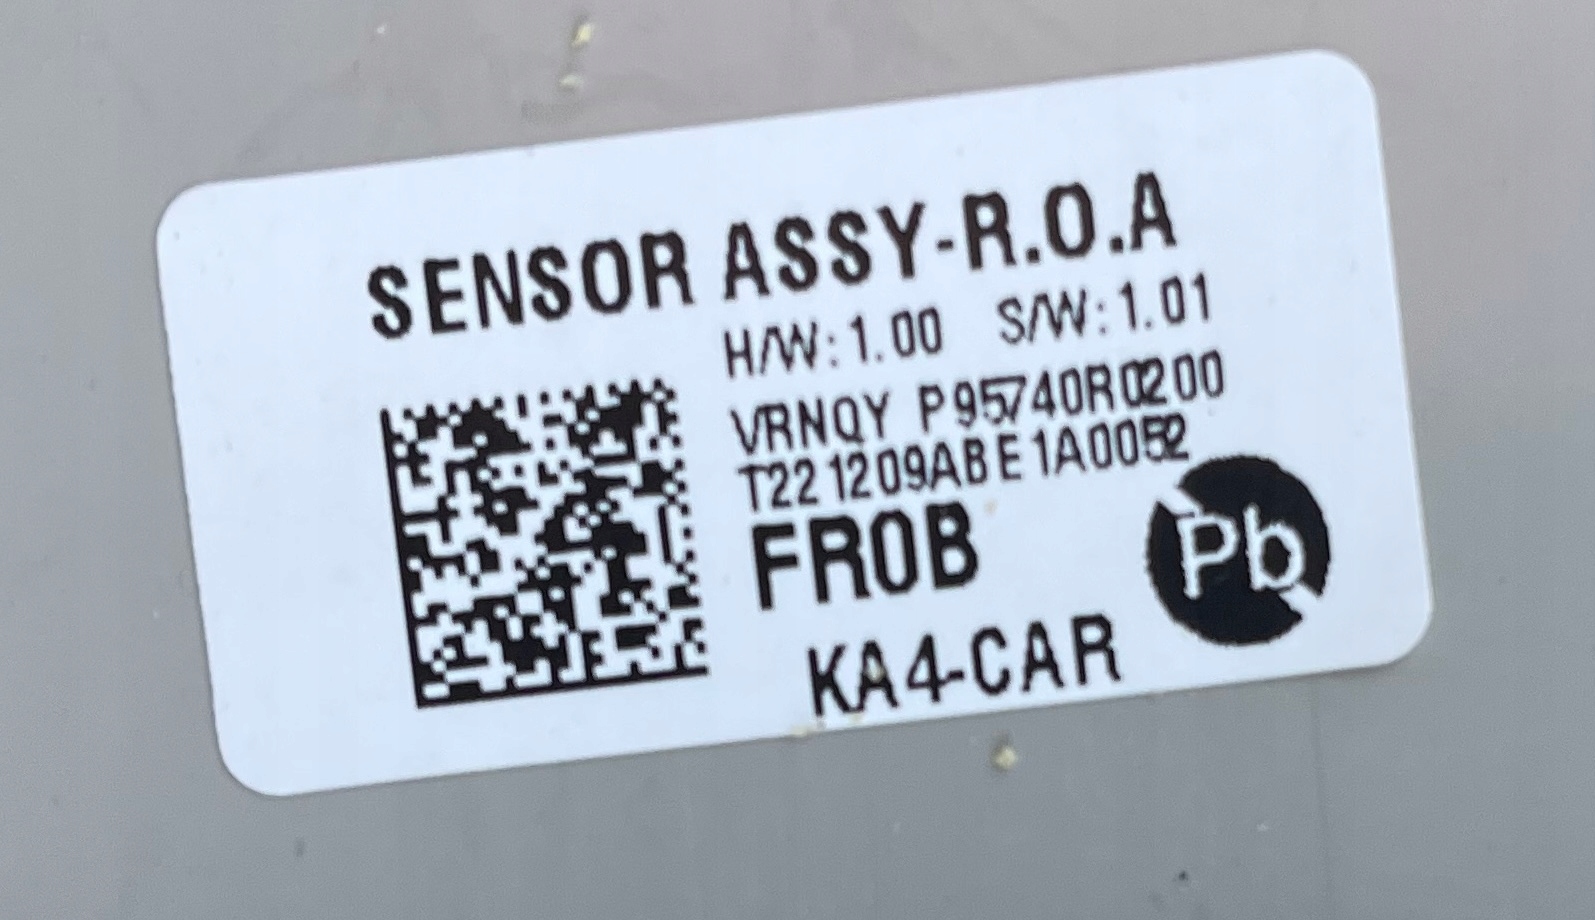 SENSOR ASSY-R.O.A
H/W:1.00 S/W:1.01
VRNQY P95740R0200
T221209ABE1A0052
FR0B
Pb
KA4-CAR